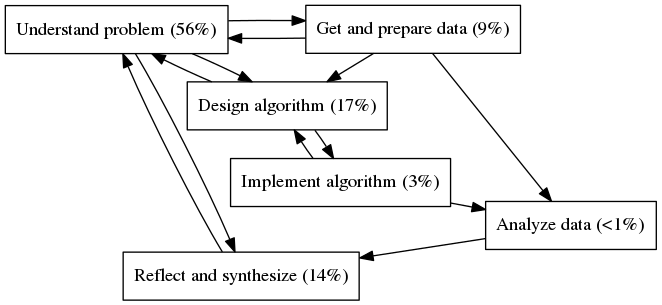 Understand problem (56%)
Get and prepare data (9%)
Design algorithm (17%)
Implement algorithm (3%)
Analyze data (<1%)
Reflect and synthesize (14%)